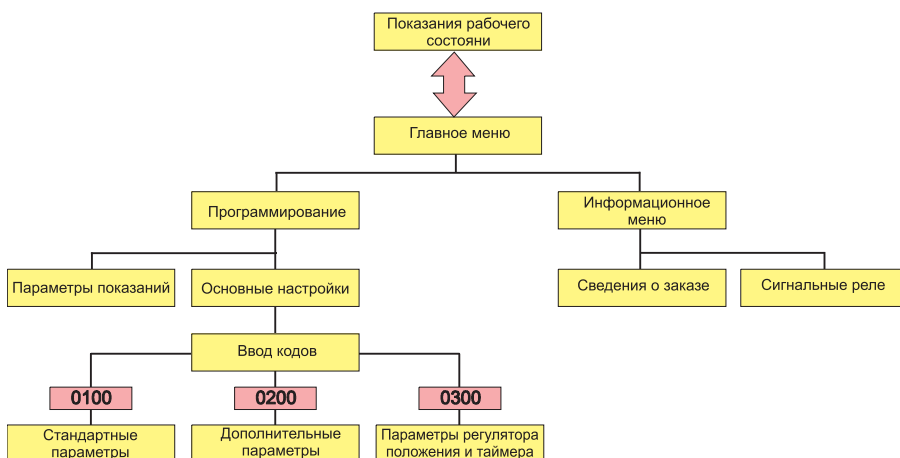 Показания рабочего
состояни
Главное меню
Программирование
Информационное
меню
Параметры показаний
Основные настройки
Сведения о заказе
Сигнальные реле
Ввод кодов
0100
0200
0300
Стандартные
параметры
Дополнительные
параметры
Параметры регулятора
положения и таймера